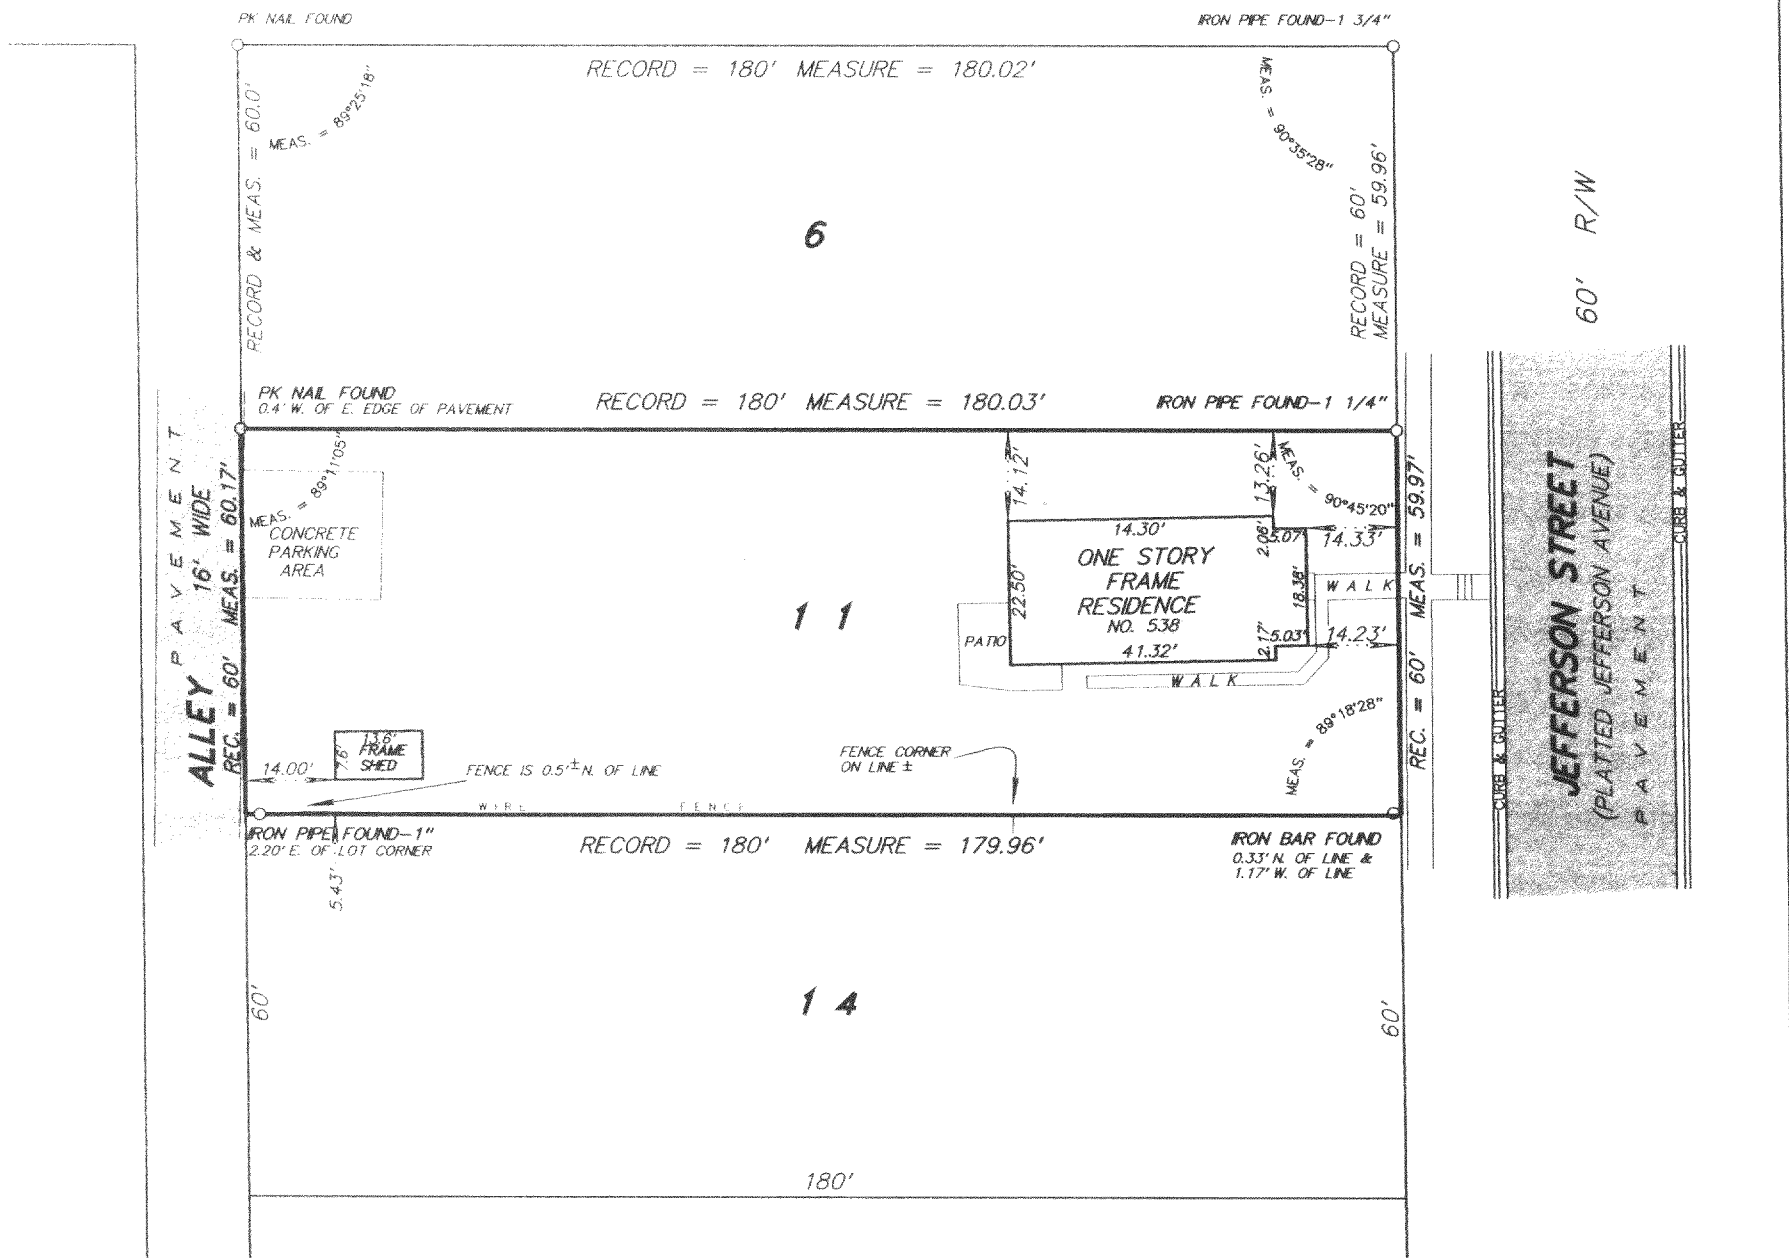 PK NAIL FOUND
IRON PIPE FOUND-1 3/4"
RECORD = 180' MEASURE = 180.02'
MEAS. = 89°25'18"
MEAS. = 90°35'28"
RECORD & MEAS. = 60.0'
RECORD = 60'
MEASURE = 59.96'
6
60' R/W
PK NAIL FOUND
0.4' W. OF E. EDGE OF PAVEMENT
RECORD = 180' MEASURE = 180.03'
IRON PIPE FOUND-1 1/4"
PAVEMENT
ALLEY 16' WIDE
REC. = 60' MEAS. = 60.17'
MEAS. = 89°11'05"
CONCRETE
PARKING
AREA
14.12'
13.26'
MEAS. = 90°45'20"
14.30'
2.06'
5.07'
14.33'
ONE STORY
FRAME
RESIDENCE
NO. 538
41.32'
22.50'
18.38'
2.17'
5.03'
14.23'
WALK
PATIO
WALK
1 1
REC. = 60' MEAS. = 59.97'
MEAS. = 89°18'28"
CURB & GUTTER
JEFFERSON STREET
(PLATTED JEFFERSON AVENUE)
PAVEMENT
CURB & GUTTER
13.6'
7.6'
FRAME
SHED
14.00'
FENCE IS 0.5'± N. OF LINE
FENCE CORNER
ON LINE ±
WIRE FENCE
IRON PIPE FOUND-1"
2.20' E. OF LOT CORNER
5.43'
RECORD = 180' MEASURE = 179.96'
IRON BAR FOUND
0.33' N. OF LINE &
1.17' W. OF LINE
60'
1 4
60'
180'